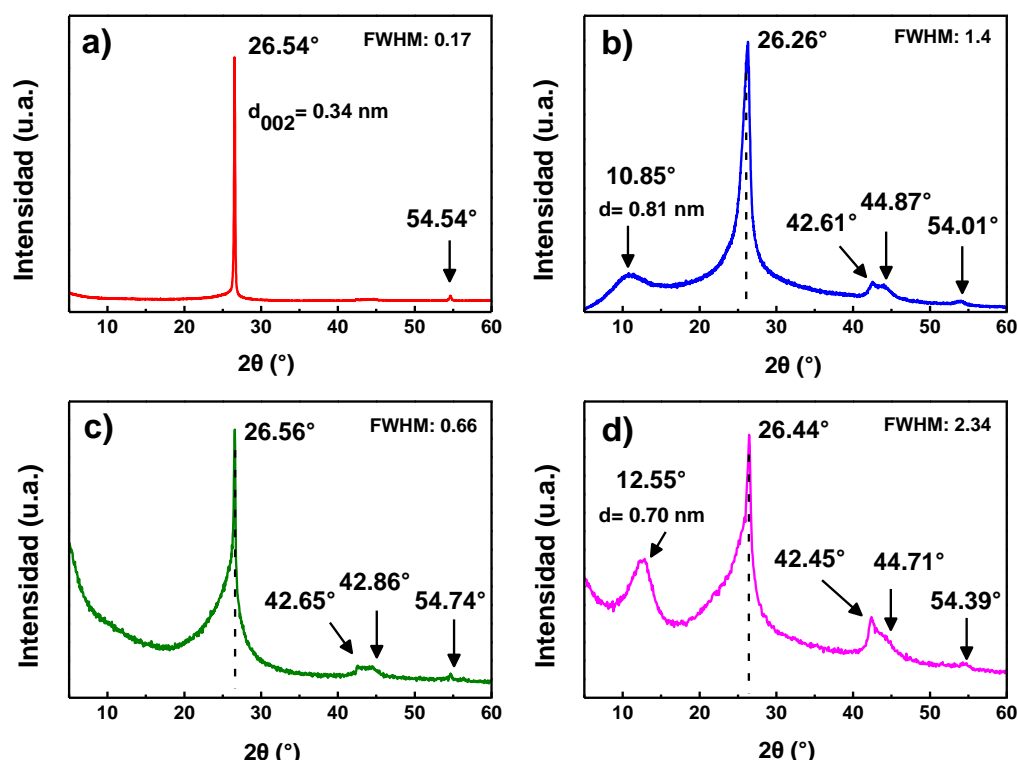 a)
26.54°
FWHM: 0.17
d002= 0.34 nm
54.54°
Intensidad (u.a.)
10 20 30 40 50 60
2θ (°)
b)
26.26°
FWHM: 1.4
10.85°
d= 0.81 nm
42.61°
44.87°
54.01°
Intensidad (u.a.)
10 20 30 40 50 60
2θ (°)
c)
26.56°
FWHM: 0.66
42.65°
42.86°
54.74°
Intensidad (u.a.)
10 20 30 40 50 60
2θ (°)
d)
26.44°
FWHM: 2.34
12.55°
d= 0.70 nm
42.45°
44.71°
54.39°
Intensidad (u.a.)
10 20 30 40 50 60
2θ (°)